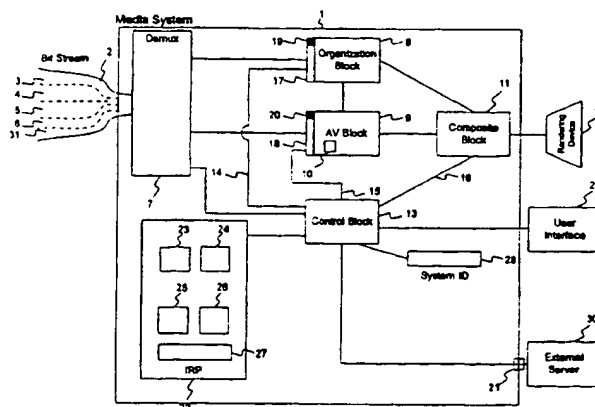 Media System
1
Demux
Bit Stream
2
3
4
5
6
31
7
19
Organization
Block
8
17
20
AV Block
9
18
10
11
Composite
Block
Rendering
Device
14
15
16
13
Control Block
User
Interface
28
System ID
23
24
25
26
27
IRP
21
External
Server